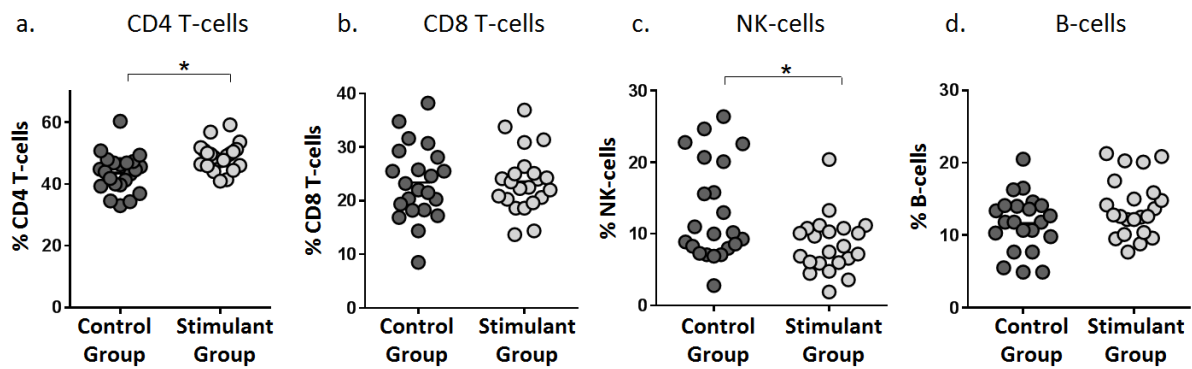 a. CD4 T-cells
% CD4 T-cells
60
40
20
0
*
Control
Group
Stimulant
Group
b. CD8 T-cells
% CD8 T-cells
40
30
20
10
0
Control
Group
Stimulant
Group
c. NK-cells
% NK-cells
30
20
10
0
*
Control
Group
Stimulant
Group
d. B-cells
% B-cells
30
20
10
0
Control
Group
Stimulant
Group